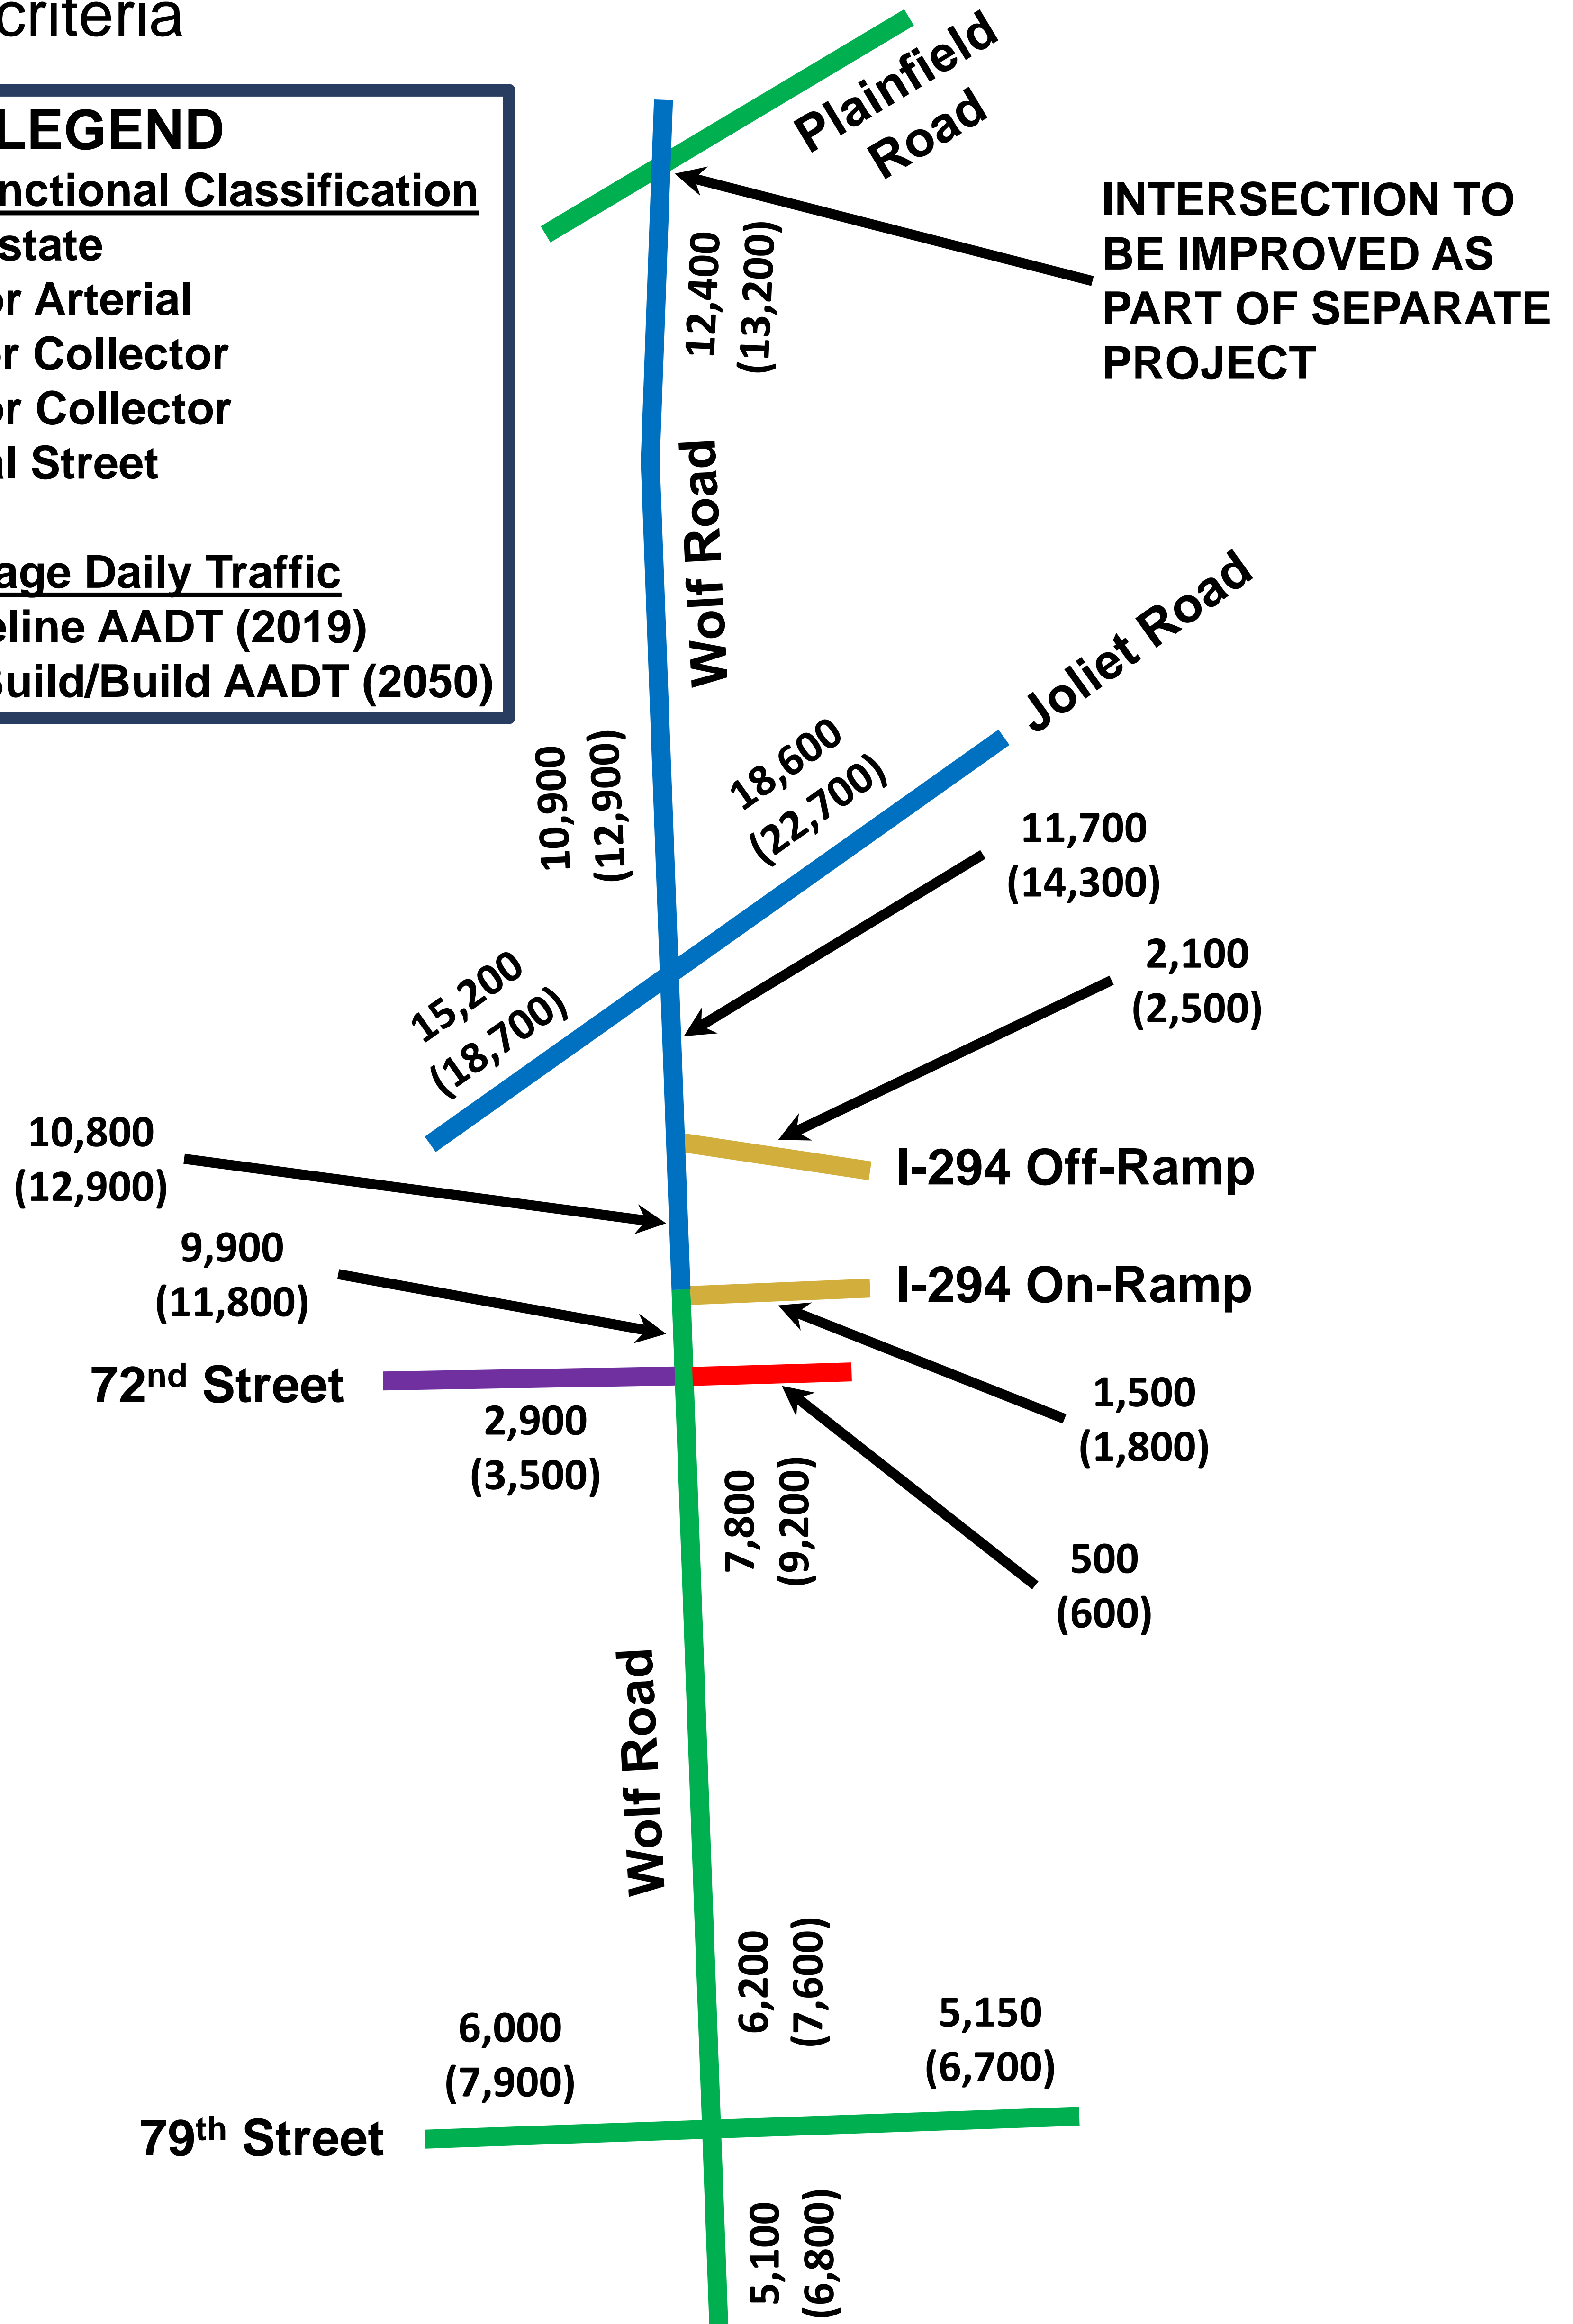 criteria
LEGEND
nctional Classification
state
or Arterial
or Collector
or Collector
al Street
age Daily Traffic
eline AADT (2019)
Build/Build AADT (2050)
Plainfield
Road
INTERSECTION TO
BE IMPROVED AS
PART OF SEPARATE
PROJECT
12,400
(13,200)
Wolf Road
Joliet Road
10,900
(12,900)
18,600
(22,700)
11,700
(14,300)
2,100
(2,500)
15,200
(18,700)
10,800
(12,900)
I-294 Off-Ramp
9,900
(11,800)
I-294 On-Ramp
72nd Street
2,900
(3,500)
1,500
(1,800)
7,800
(9,200)
500
(600)
Wolf Road
6,200
(7,600)
6,000
(7,900)
5,150
(6,700)
79th Street
5,100
(6,800)